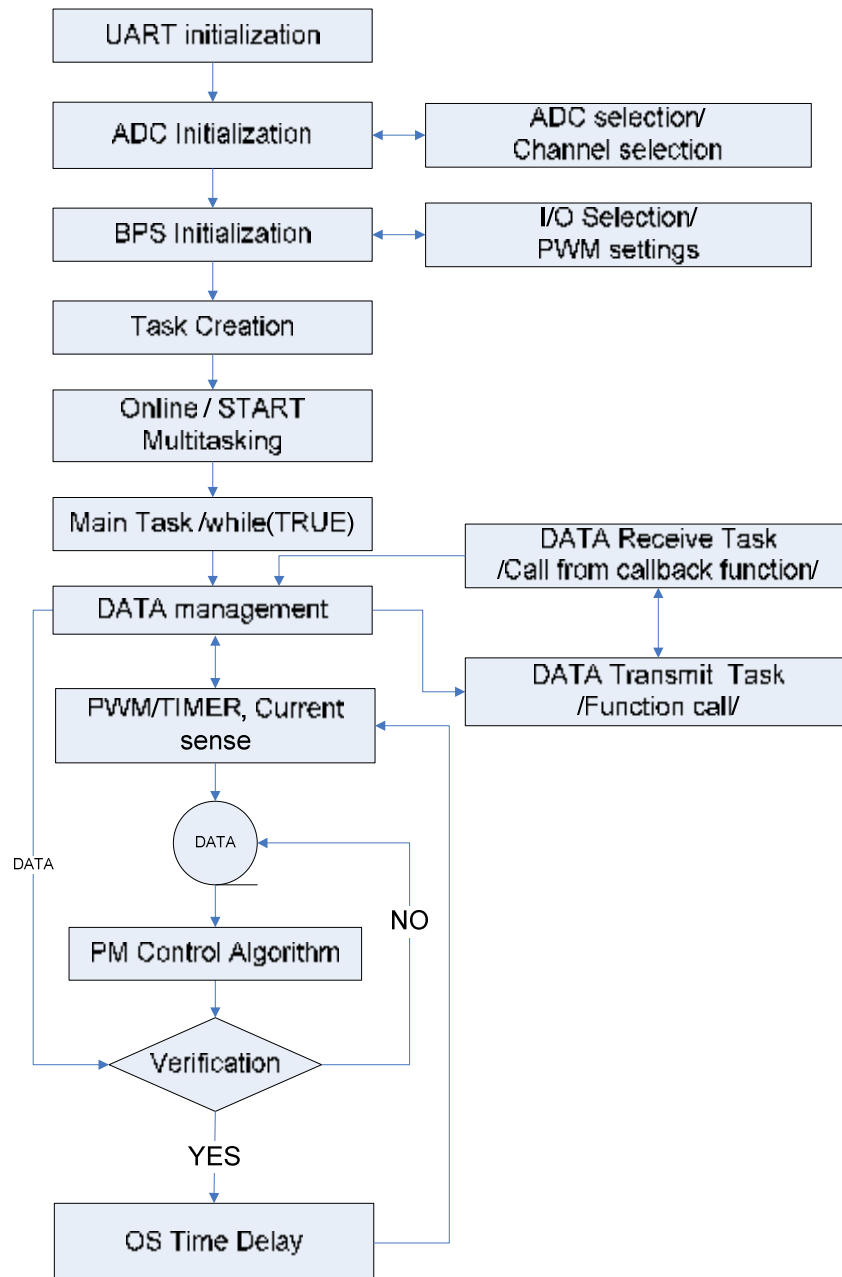 UART initialization
ADC Initialization
ADC selection/
Channel selection
BPS Initialization
I/O Selection/
PWM settings
Task Creation
Online / START
Multitasking
Main Task /while(TRUE)
DATA Receive Task
/Call from callback function/
DATA management
DATA Transmit Task
/Function call/
PWM/TIMER, Current
sense
DATA
DATA
NO
PM Control Algorithm
Verification
YES
OS Time Delay